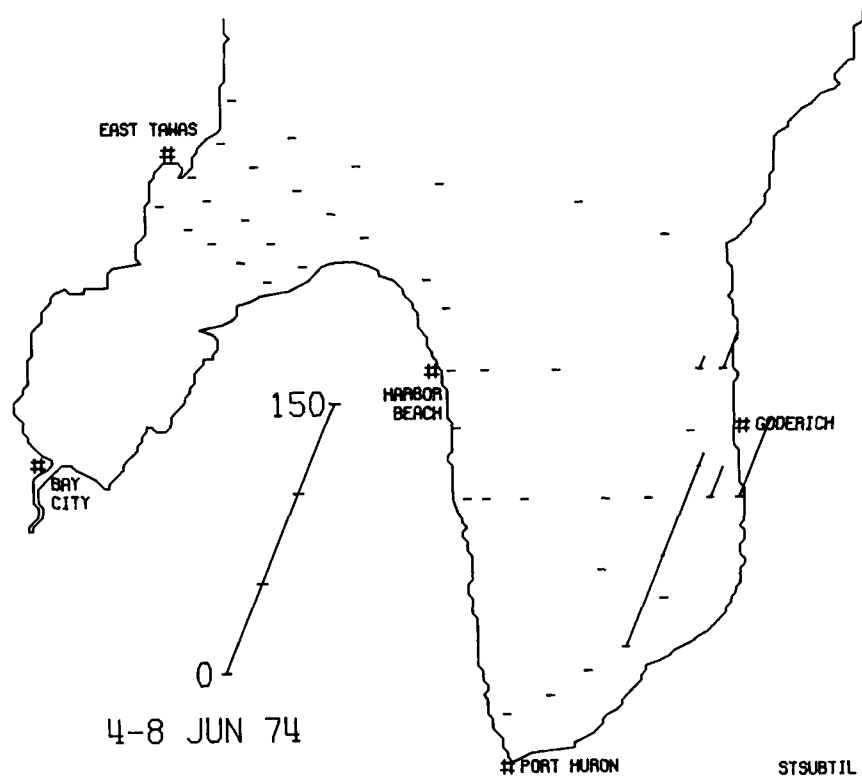 EAST TAWAS
150
HARBOR
BEACH
GODERICH
BAY
CITY
0
4-8 JUN 74
PORT HURON
STSUBTIL